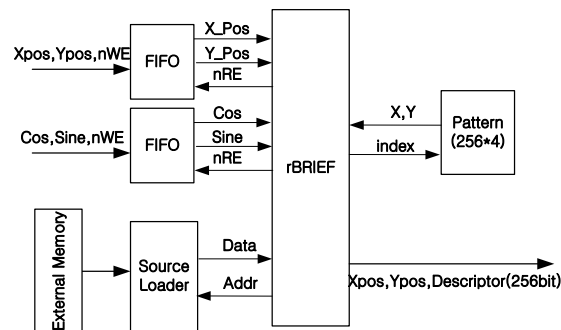 Xpos,Ypos,nWE
FIFO
X_Pos
Y_Pos
nRE
Cos,Sine,nWE
FIFO
Cos
Sine
nRE
rBRIEF
X,Y
index
Pattern
(256*4)
External Memory
Source
Loader
Data
Addr
Xpos,Ypos,Descriptor(256bit)